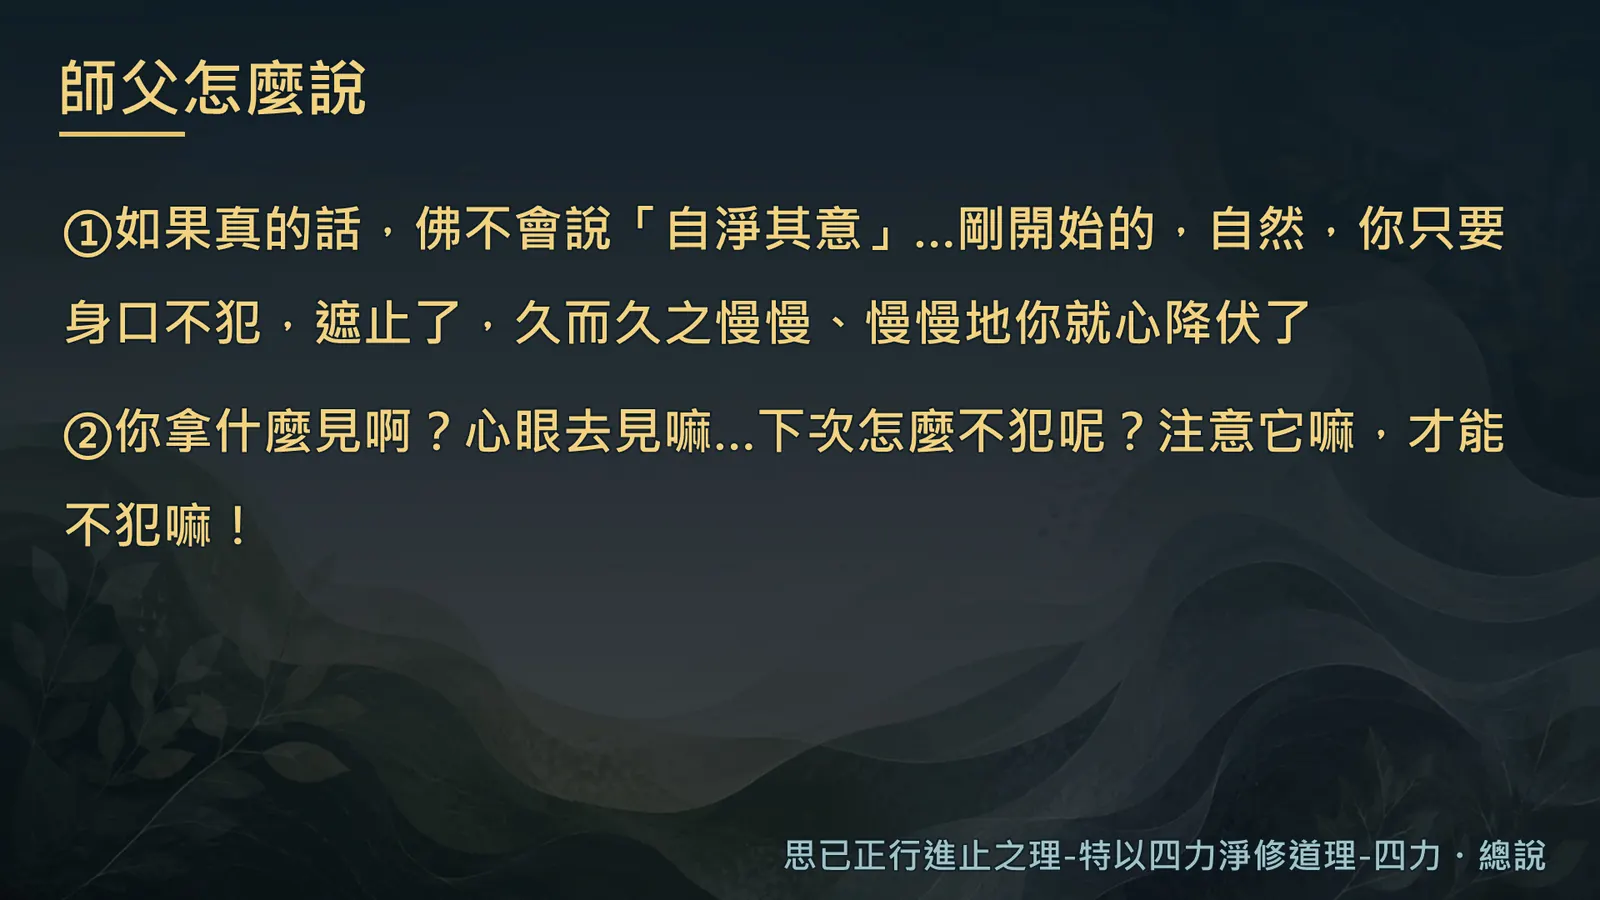 師父怎麼說
①如果真的話，佛不會說「自淨其意」...剛開始的，自然，你只要
身口不犯，遮止了，久而久之慢慢、慢慢地你就心降伏了
②你拿什麼見啊？心眼去見嘛...下次怎麼不犯呢？注意它嘛，才能
不犯嘛！
思已正行進止之理-特以四力淨修道理-四力．總說